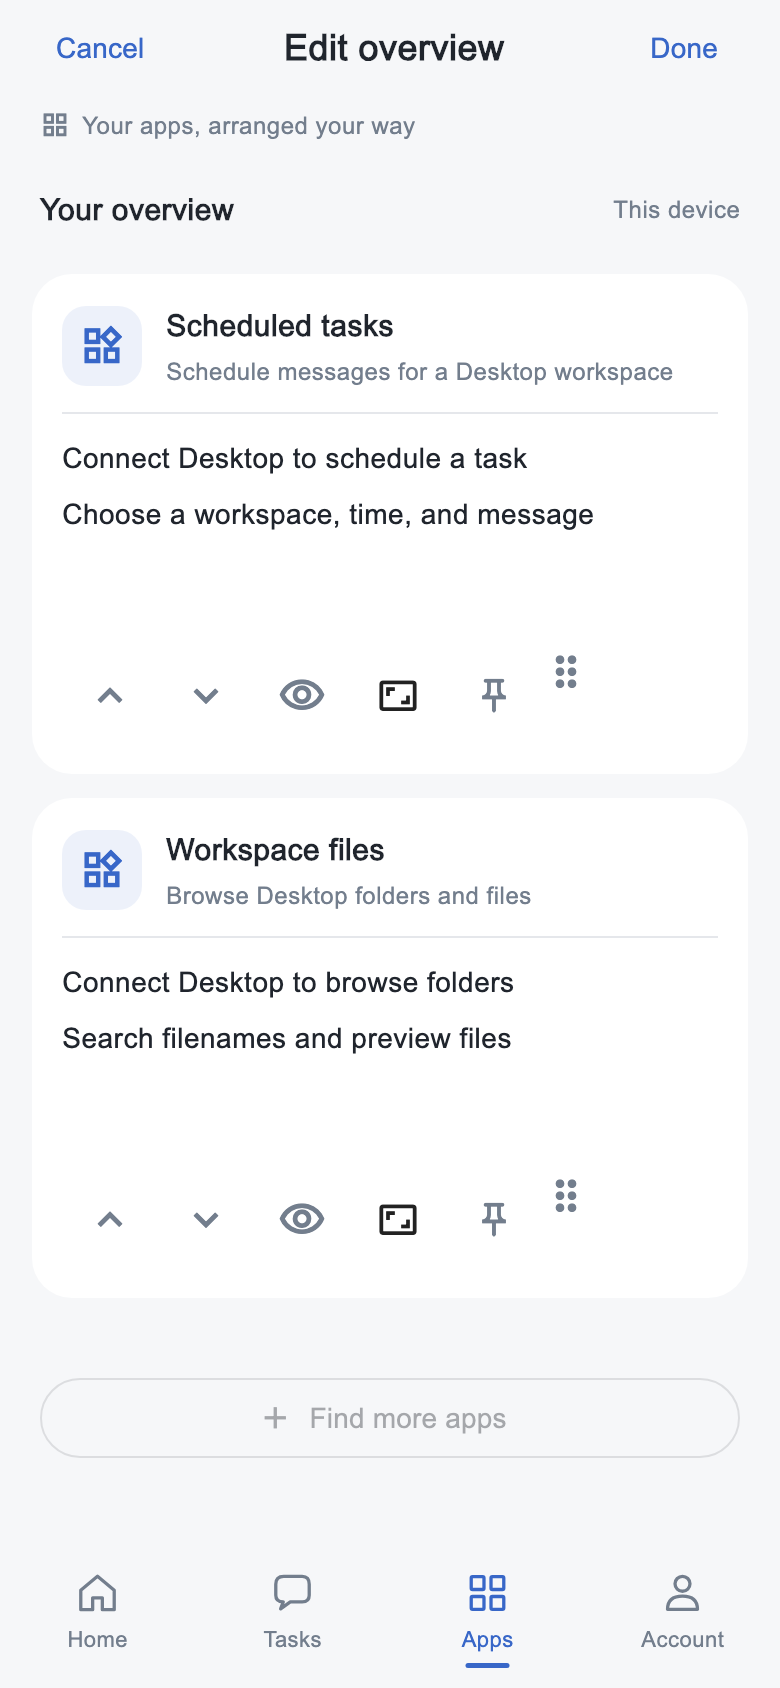 Cancel
Edit overview
Done
Your apps, arranged your way
Your overview
This device
Scheduled tasks
Schedule messages for a Desktop workspace
Connect Desktop to schedule a task
Choose a workspace, time, and message
Workspace files
Browse Desktop folders and files
Connect Desktop to browse folders
Search filenames and preview files
Find more apps
Home
Tasks
Apps
Account